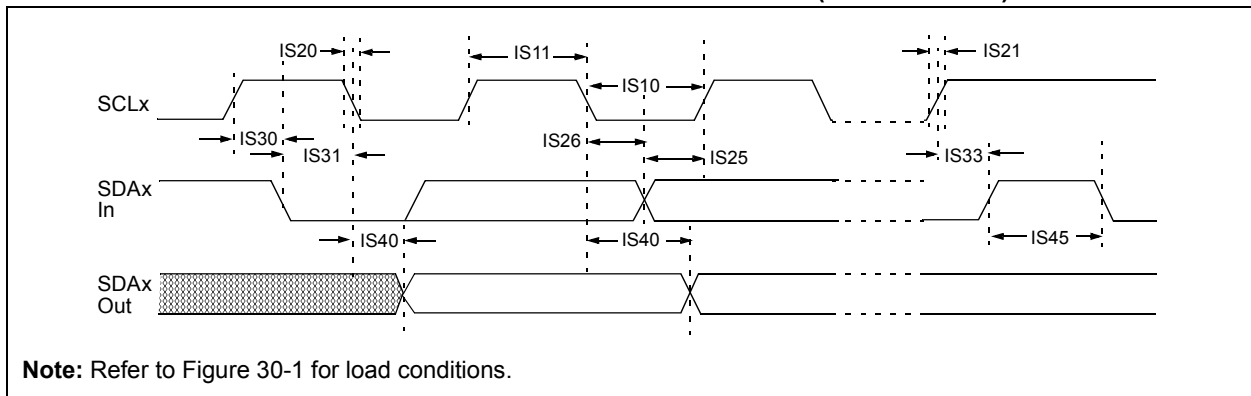 IS20
IS11
IS21
IS10
SCLx
IS30
IS26
IS31
IS25
IS33
SDAx
In
IS40
IS40
IS45
SDAx
Out
Note: Refer to Figure 30-1 for load conditions.